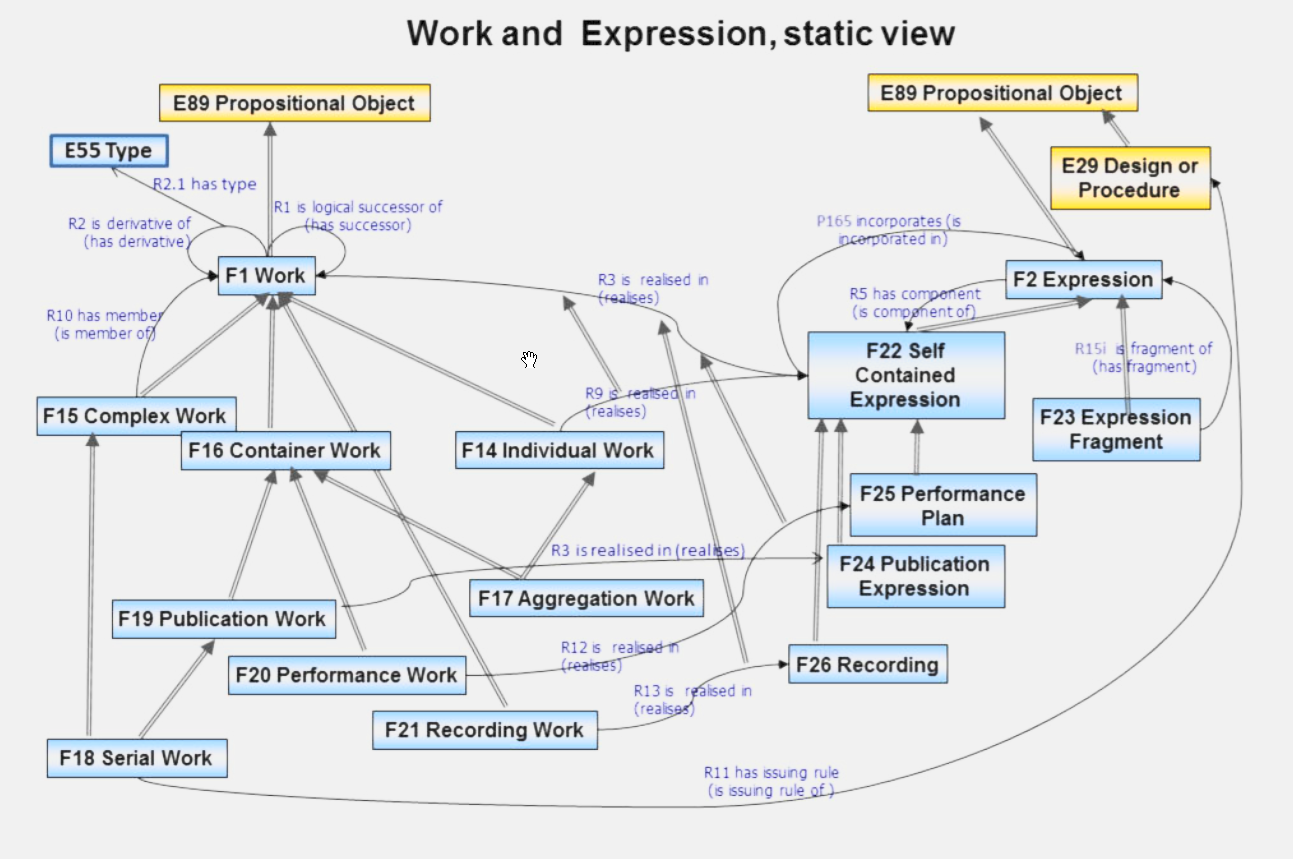 Work and Expression, static view
E89 Propositional Object
E89 Propositional Object
E55 Type
E29 Design or
Procedure
R2.1 has type
R1 is logical successor of
(has successor)
R2 is derivative of
(has derivative)
P165 incorporates (is
incorporated in)
F1 Work
F2 Expression
R3 is realised in
(realises)
R5 has component
(is component of)
R10 has member
(is member of)
R15i is fragment of
(has fragment)
F22 Self
Contained
Expression
R9 is realised in
(realises)
F15 Complex Work
F16 Container Work
F14 Individual Work
F23 Expression
Fragment
F25 Performance
Plan
R3 is realised in (realises)
F24 Publication
Expression
F17 Aggregation Work
F19 Publication Work
R12 is realised in
(realises)
F20 Performance Work
F26 Recording
R13 is realised in
(realises)
F21 Recording Work
F18 Serial Work
R11 has issuing rule
(is issuing rule of )